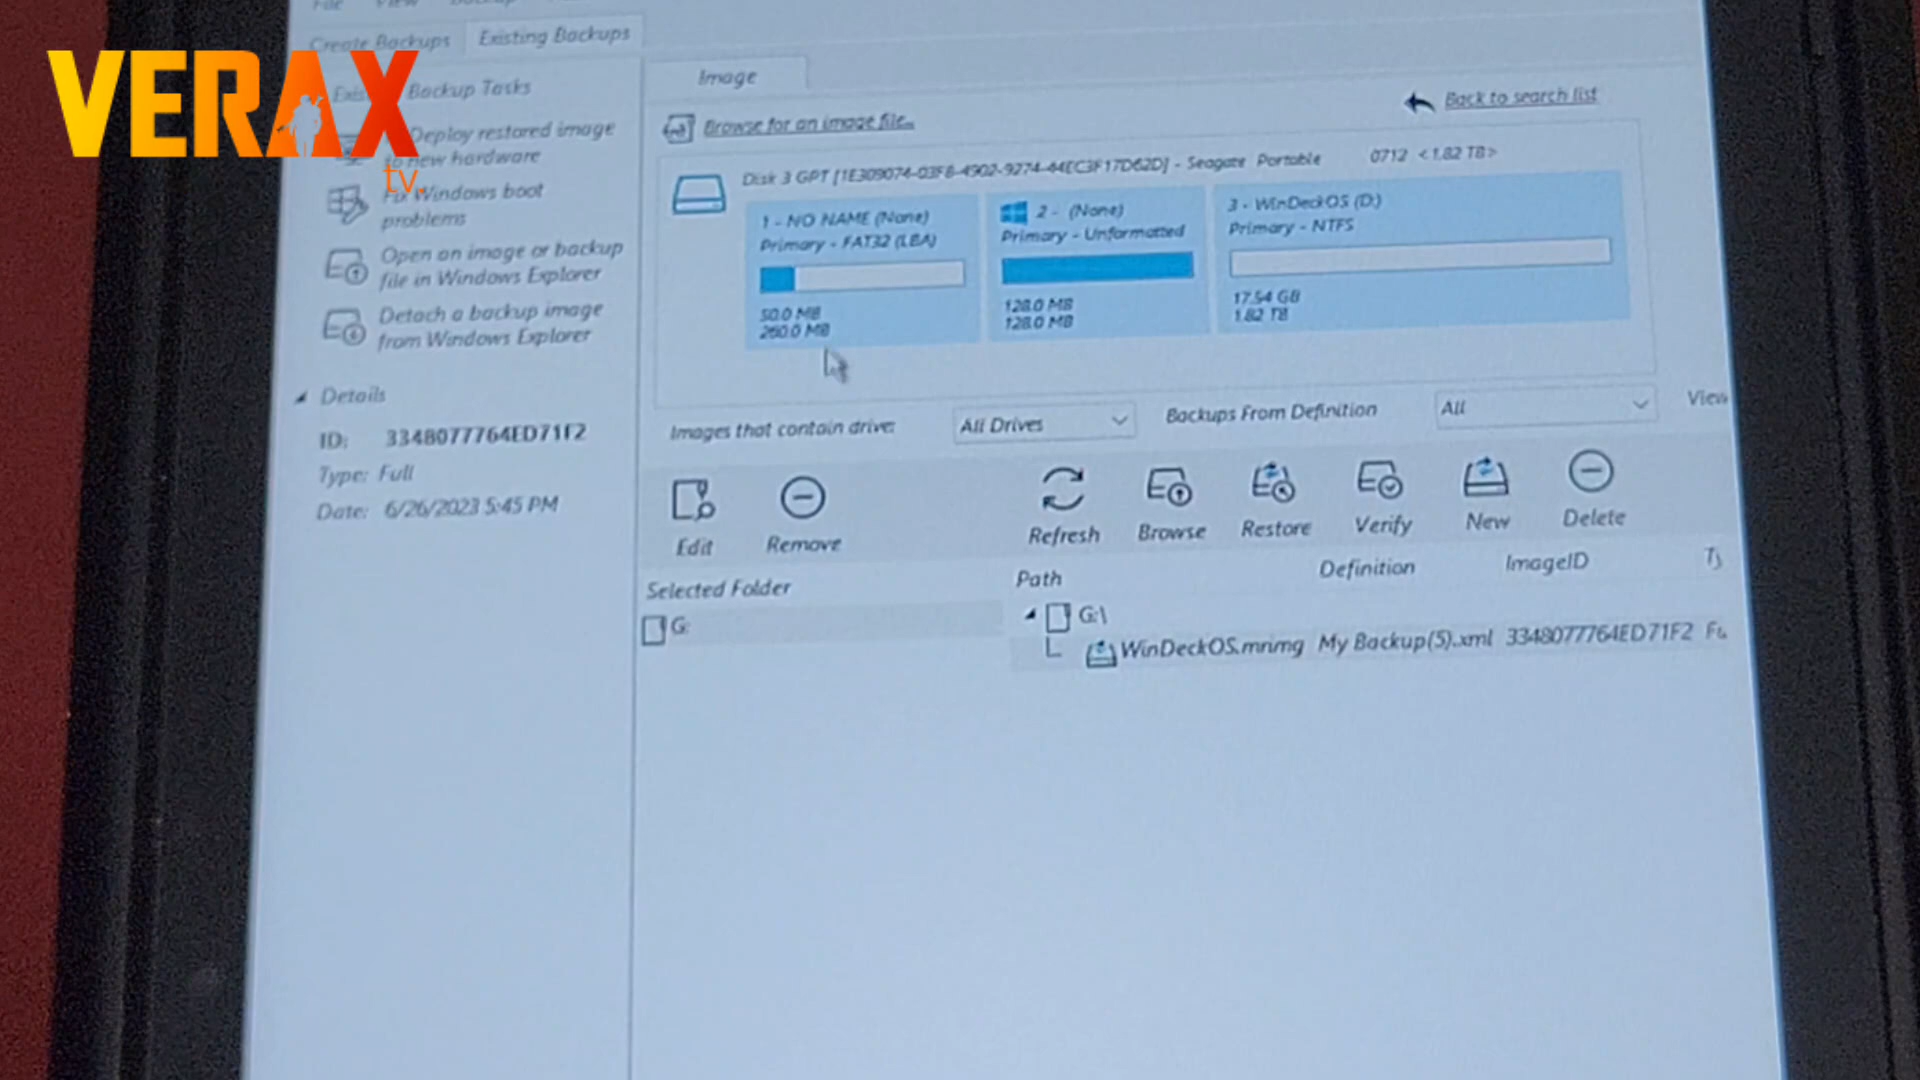 File View Backup
Create Backups Existing Backups
VERAX
tv.
Backup Tasks
Deploy restored image
to new hardware
Fix Windows boot
problems
Open an image or backup
file in Windows Explorer
Detach a backup image
from Windows Explorer
Details
ID: 3348077764ED71F2
Type: Full
Date: 6/26/2023 5:45 PM
Image
Browse for an image file...
Back to search list
Disk 3 GPT [1E309074-03F8-4902-9274-44EC3F17D62D] - Seagate Portable 0712 <1.82 TB>
1 - NO NAME (None)
Primary - FAT32 (LBA)
50.0 MB
260.0 MB
2 - (None)
Primary - Unformatted
128.0 MB
128.0 MB
3 - WinDeckOS (D:)
Primary - NTFS
17.54 GB
1.82 TB
Images that contain drive: All Drives Backups From Definition All View
Edit Remove Refresh Browse Restore Verify New Delete
Selected Folder
G:
Path Definition ImageID Ty
G:\
WinDeckOS.mrimg My Backup(5).xml 3348077764ED71F2 Fu